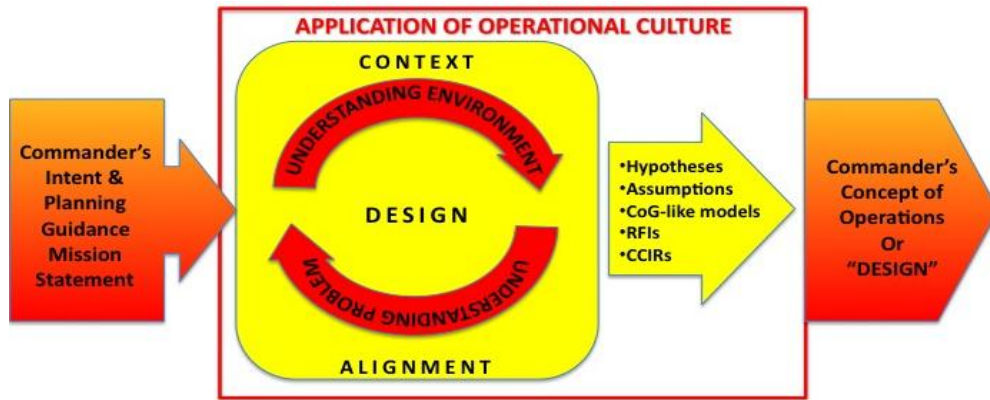 APPLICATION OF OPERATIONAL CULTURE
Commander's
Intent &
Planning
Guidance
Mission
Statement
CONTEXT
UNDERSTANDING ENVIRONMENT
DESIGN
UNDERSTANDING PROBLEM
ALIGNMENT
•Hypotheses
•Assumptions
•CoG-like models
•RFIs
•CCIRs
Commander's
Concept of
Operations
Or
“DESIGN”